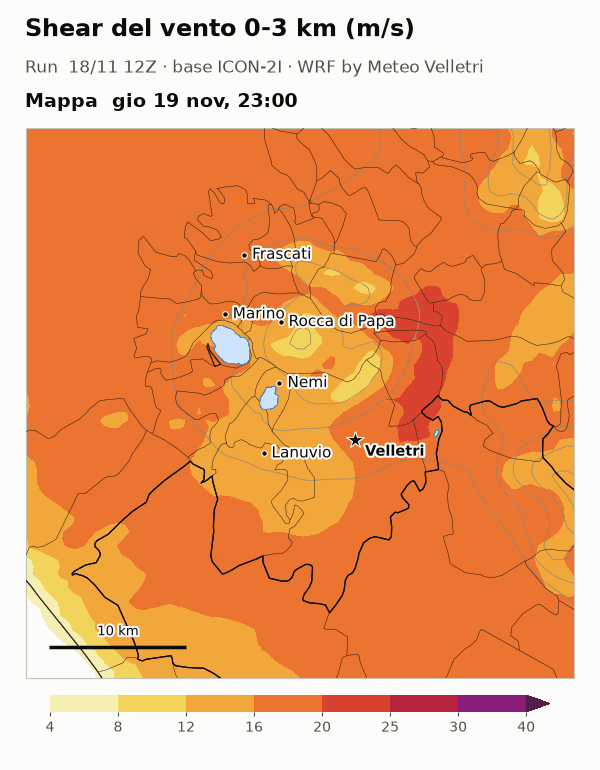 Shear del vento 0-3 km (m/s)
Run  18/11 12Z · base ICON-2I · WRF by Meteo Velletri
Mappa  gio 19 nov, 23:00
Frascati
Marino
Rocca di Papa
Nemi
Velletri
Lanuvio
10 km
4 8 12 16 20 25 30 40